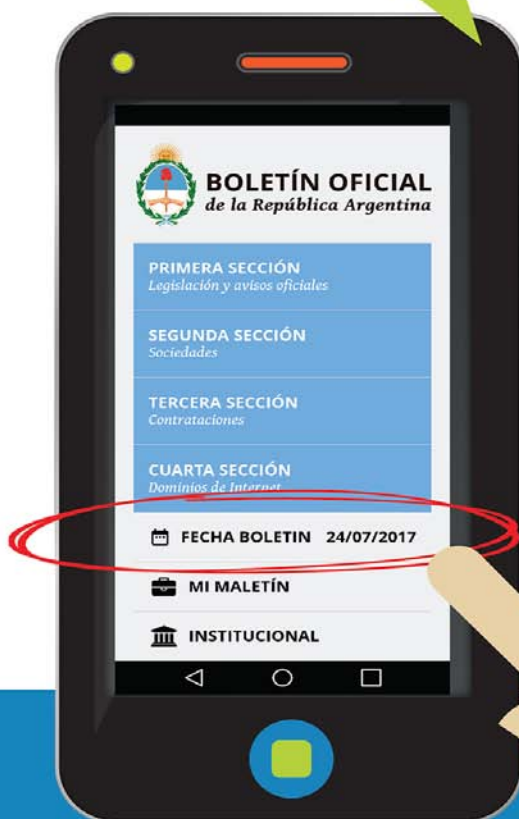 BOLETÍN OFICIAL
de la República Argentina
PRIMERA SECCIÓN
Legislación y avisos oficiales
SEGUNDA SECCIÓN
Sociedades
TERCERA SECCIÓN
Contrataciones
CUARTA SECCIÓN
Dominios de Internet
FECHA BOLETIN 24/07/2017
MI MALETÍN
INSTITUCIONAL